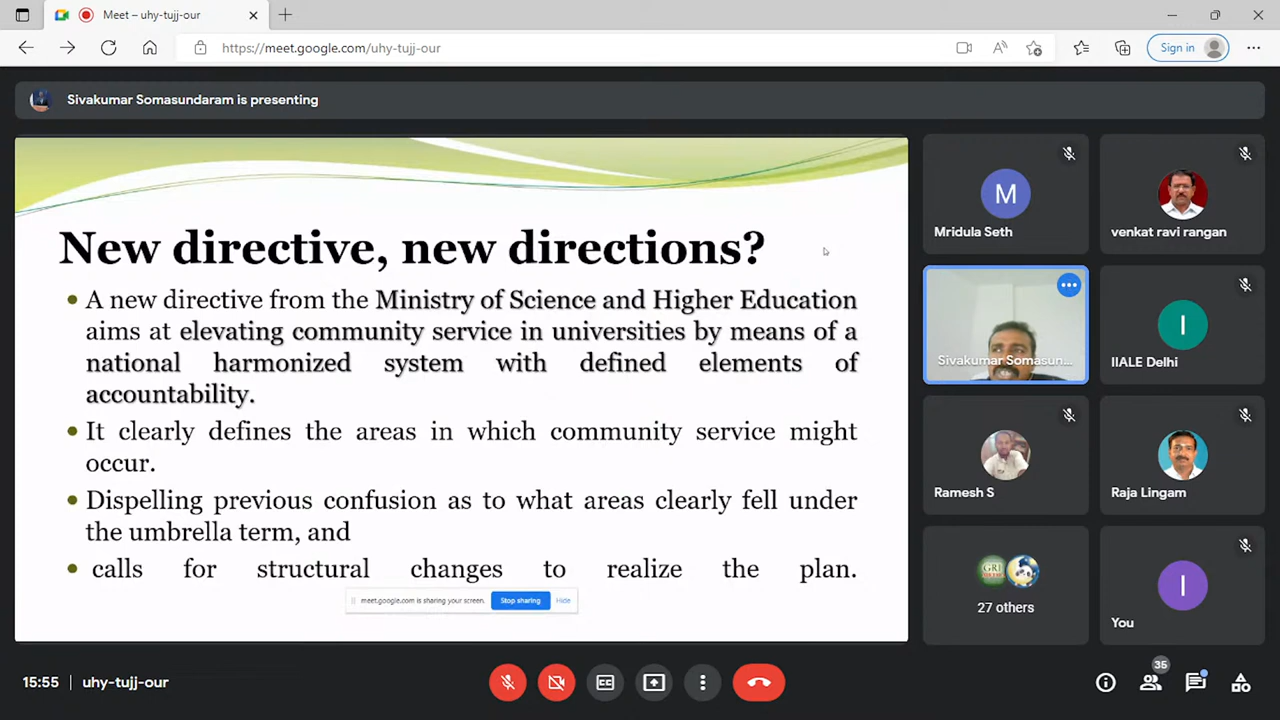 Meet – uhy-tujj-our
https://meet.google.com/uhy-tujj-our
Sign in
Sivakumar Somasundaram is presenting
New directive, new directions?
A new directive from the Ministry of Science and Higher Education
aims at elevating community service in universities by means of a
national harmonized system with defined elements of
accountability.
It clearly defines the areas in which community service might
occur.
Dispelling previous confusion as to what areas clearly fell under
the umbrella term, and
calls for structural changes to realize the plan.
meet.google.com is sharing your screen.
Stop sharing
Hide
M
Mridula Seth
venkat ravi rangan
Sivakumar Somasun...
I
IIALE Delhi
Ramesh S
Raja Lingam
GRI
27 others
I
You
15:55
uhy-tujj-our
CC
35